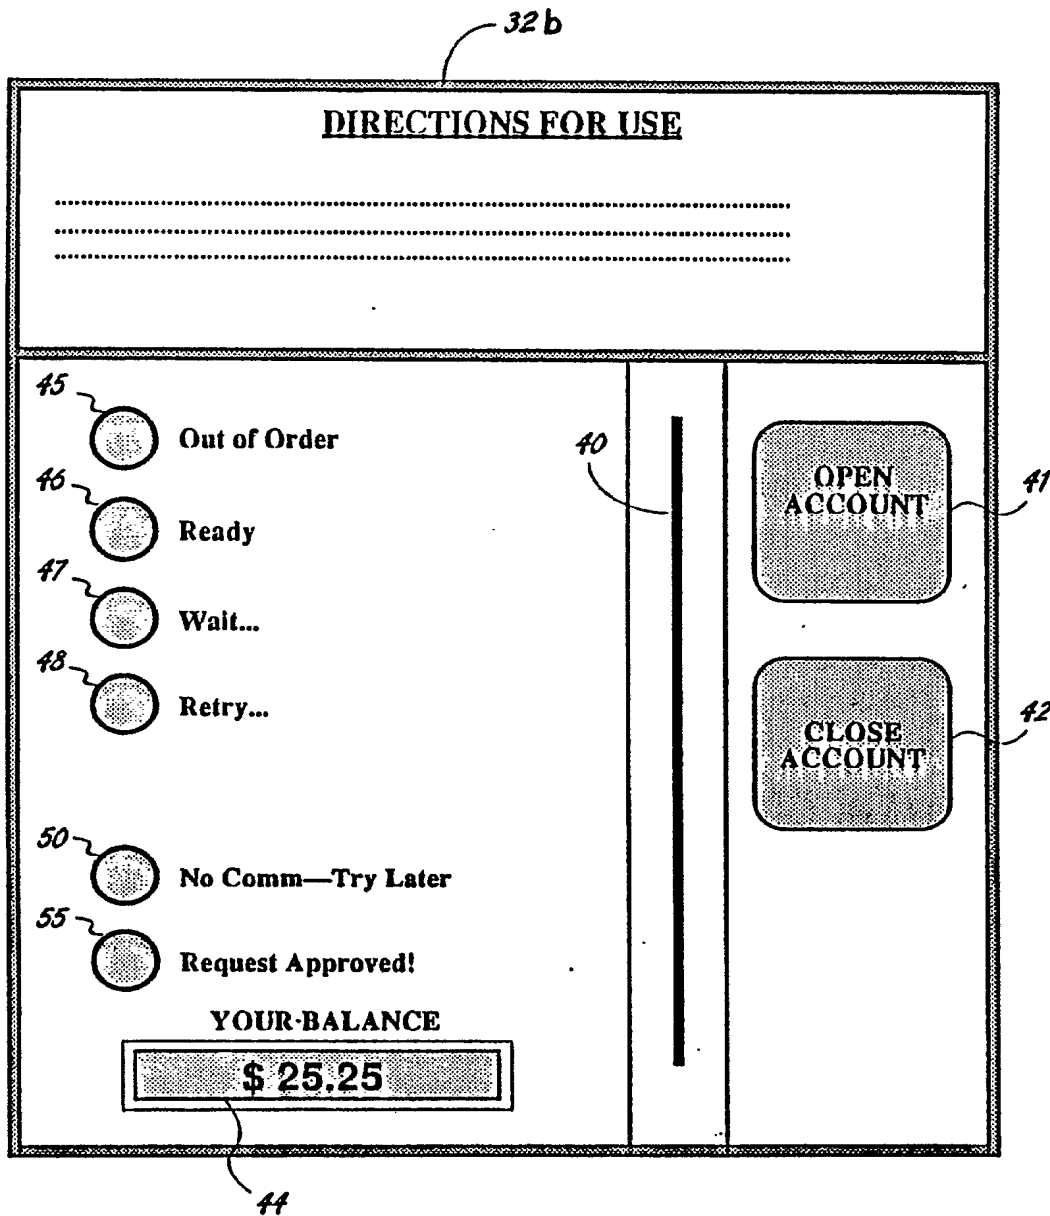 32b
DIRECTIONS FOR USE
45
Out of Order
46
Ready
47
Wait...
48
Retry...
40
OPEN
ACCOUNT
41
CLOSE
ACCOUNT
42
50
No Comm—Try Later
55
Request Approved!
YOUR BALANCE
$ 25.25
44